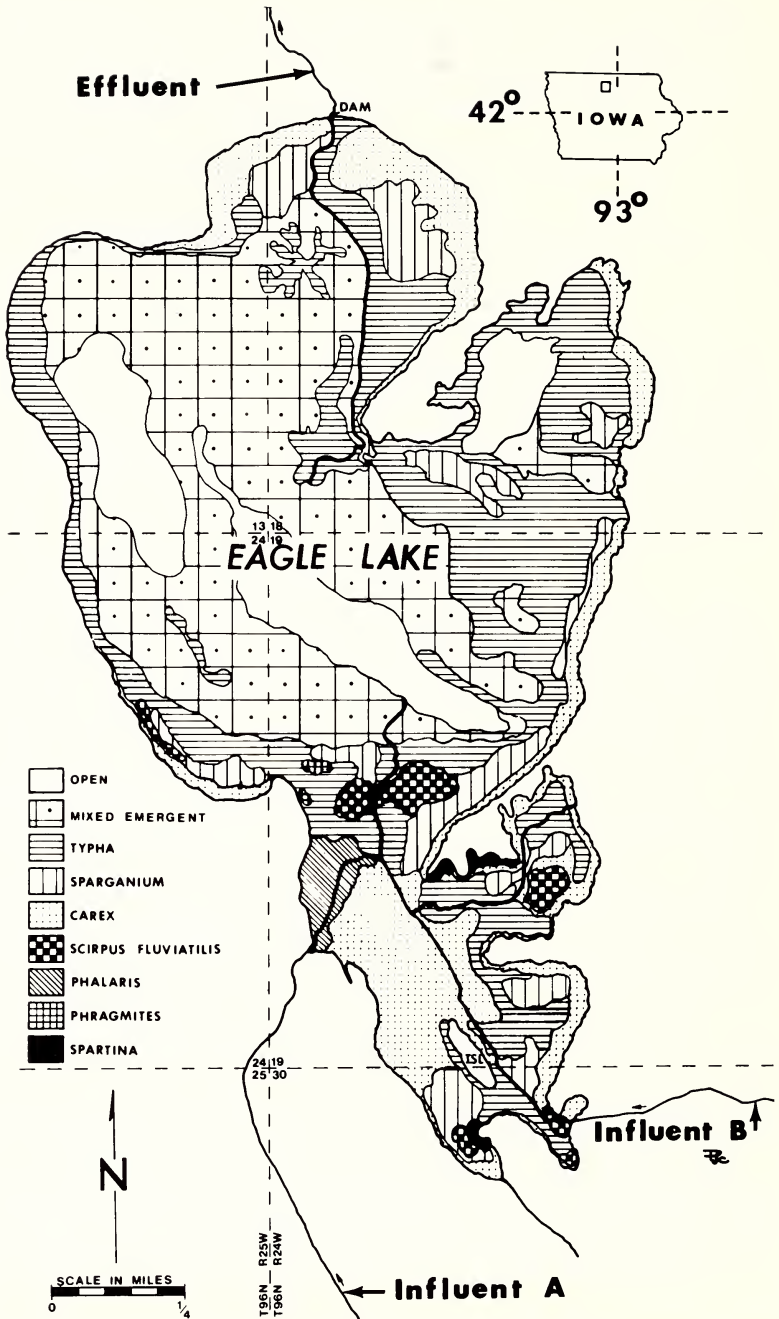 Effluent
DAM
42°
IOWA
93°
13 18
24 19
EAGLE LAKE
OPEN
MIXED EMERGENT
TYPHA
SPARGANIUM
CAREX
SCIRPUS FLUVIATILIS
PHALARIS
PHRAGMITES
SPARTINA
ISL
24 19
25 30
Influent B
N
T96N R25W
T96N R24W
SCALE IN MILES
0 1/4
Influent A